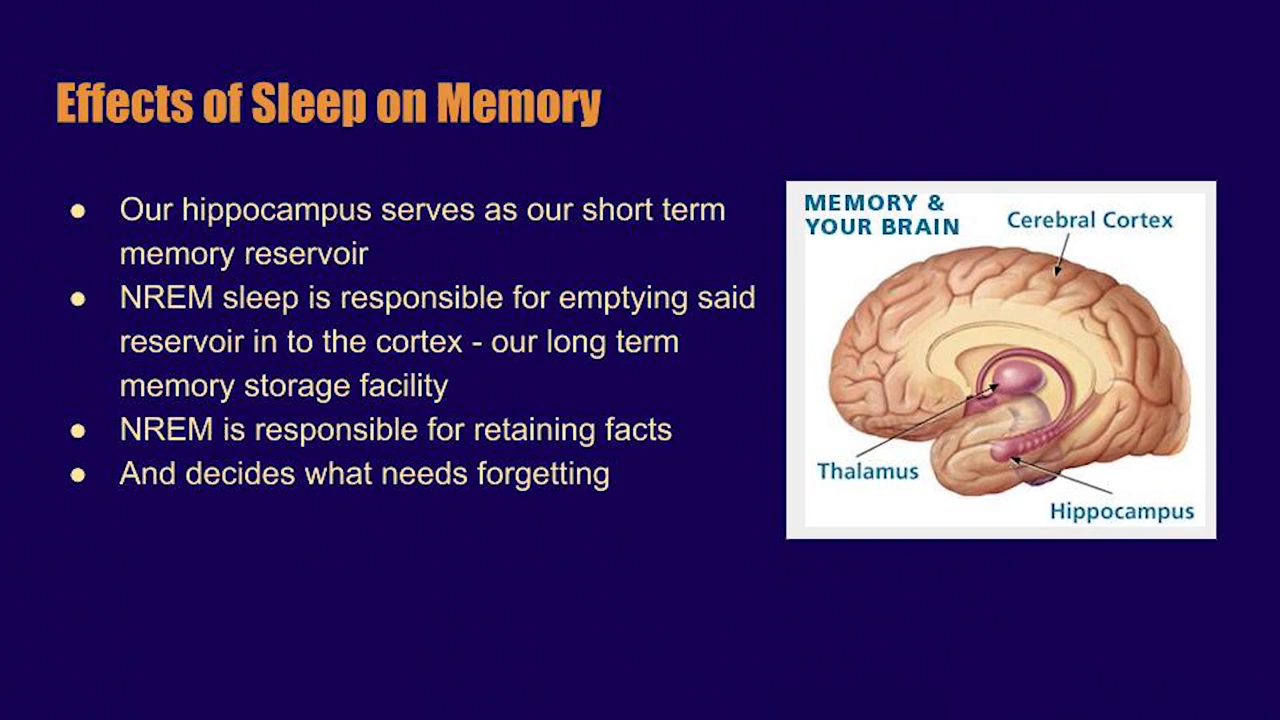 Effects of Sleep on Memory
● Our hippocampus serves as our short term
memory reservoir
● NREM sleep is responsible for emptying said
reservoir in to the cortex - our long term
memory storage facility
● NREM is responsible for retaining facts
● And decides what needs forgetting
MEMORY &
YOUR BRAIN
Cerebral Cortex
Thalamus
Hippocampus